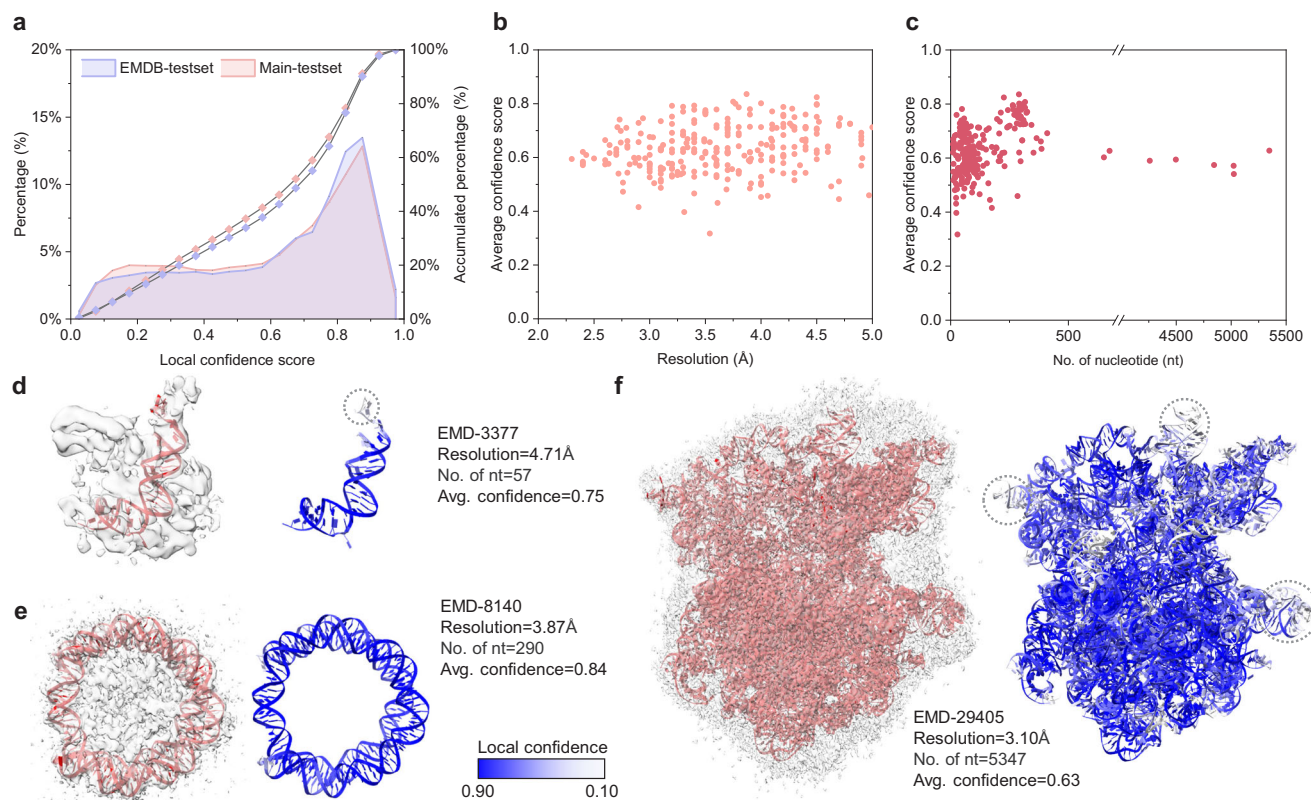 a
20%
15%
10%
5%
0%
Percentage (%)
100%
80%
60%
40%
20%
0%
Accumulated percentage (%)
EMDB-testset
Main-testset
0.0 0.2 0.4 0.6 0.8 1.0
Local confidence score
b
1.0
0.8
0.6
0.4
0.2
0.0
Average confidence score
2.0 2.5 3.0 3.5 4.0 4.5 5.0
Resolution (Å)
c
1.0
0.8
0.6
0.4
0.2
0.0
Average confidence score
0 500 4500 5000 5500
No. of nucleotide (nt)
d
EMD-3377
Resolution=4.71Å
No. of nt=57
Avg. confidence=0.75
e
EMD-8140
Resolution=3.87Å
No. of nt=290
Avg. confidence=0.84
Local confidence
0.90 0.10
f
EMD-29405
Resolution=3.10Å
No. of nt=5347
Avg. confidence=0.63